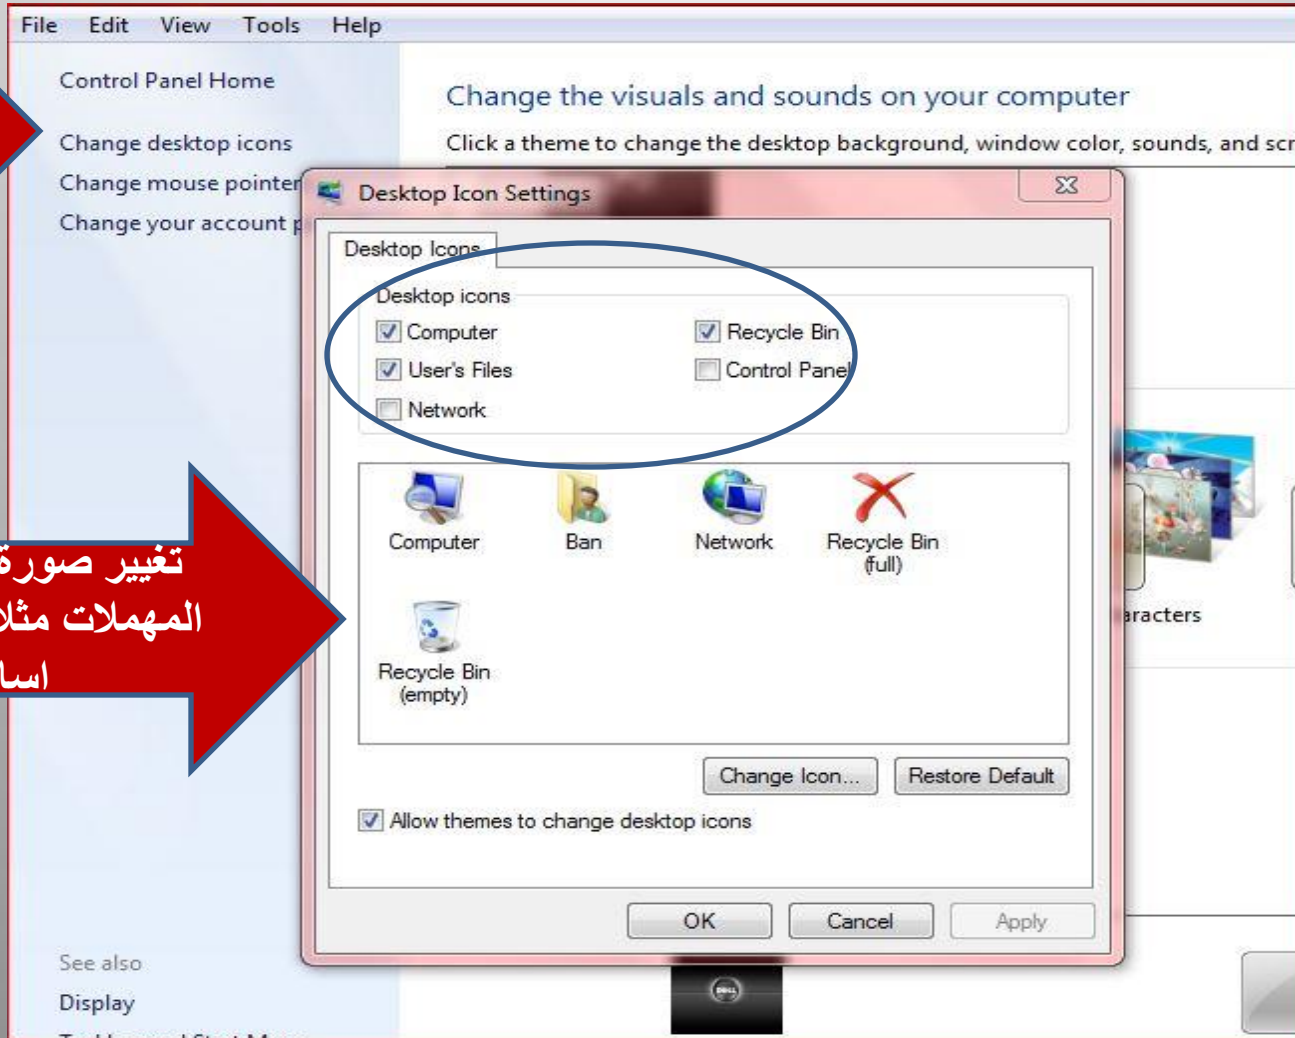 File Edit View Tools Help
Control Panel Home
Change desktop icons
Change mouse pointer
Change your account
Change the visuals and sounds on your computer
Click a theme to change the desktop background, window color, sounds, and
Desktop Icon Settings
Desktop Icons
Desktop icons
Computer
Recycle Bin
User's Files
Control Panel
Network
Computer
Ban
Network
Recycle Bin
(full)
Recycle Bin
(empty)
Change Icon...
Restore Default
Allow themes to change desktop icons
OK
Cancel
Apply
تغيير صورة
المهملات مثلا
See also
Display
DELL